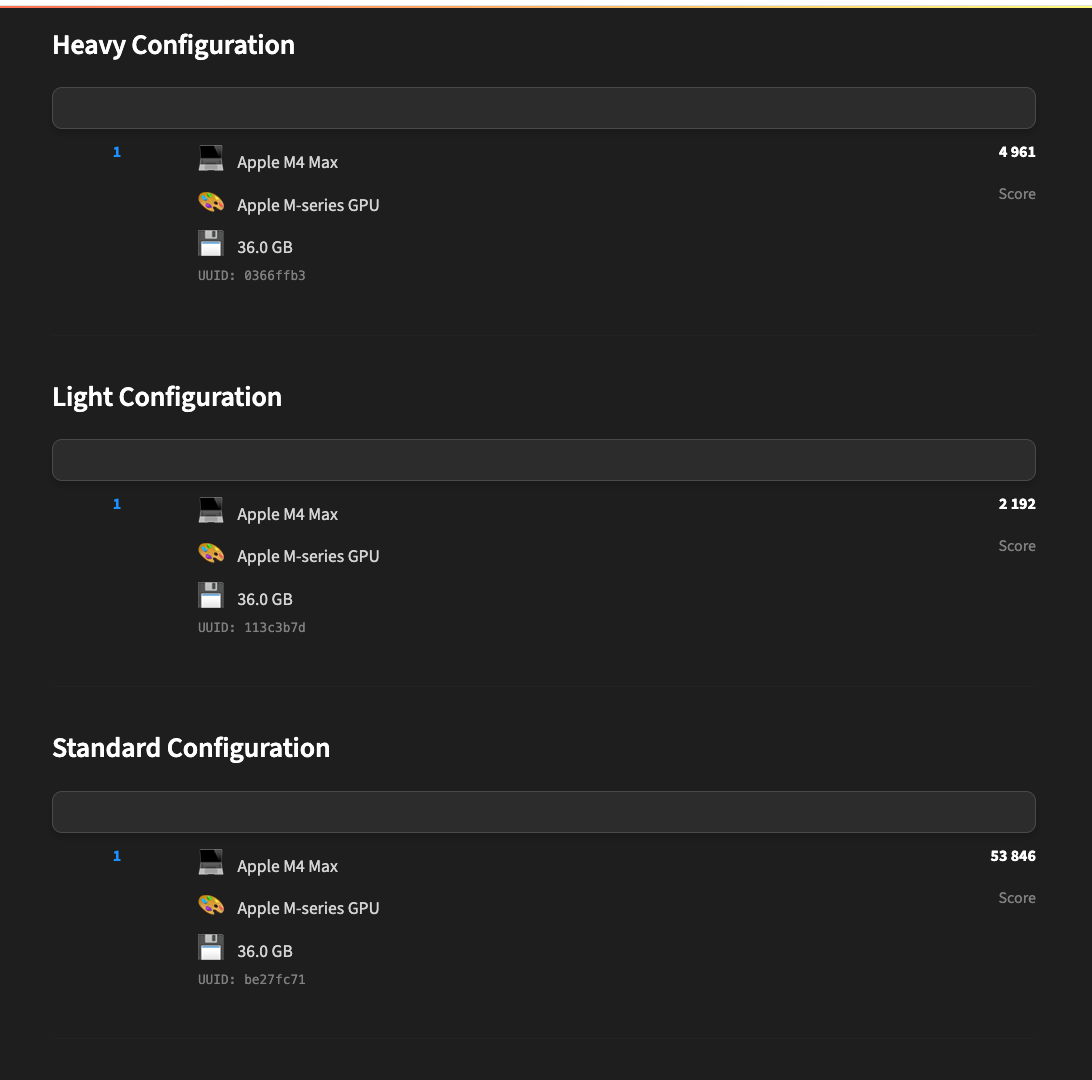 Heavy Configuration
1
Apple M4 Max
4 961
Apple M-series GPU
Score
36.0 GB
UUID: 0366ffb3
Light Configuration
1
Apple M4 Max
2 192
Apple M-series GPU
Score
36.0 GB
UUID: 113c3b7d
Standard Configuration
1
Apple M4 Max
53 846
Apple M-series GPU
Score
36.0 GB
UUID: be27fc71